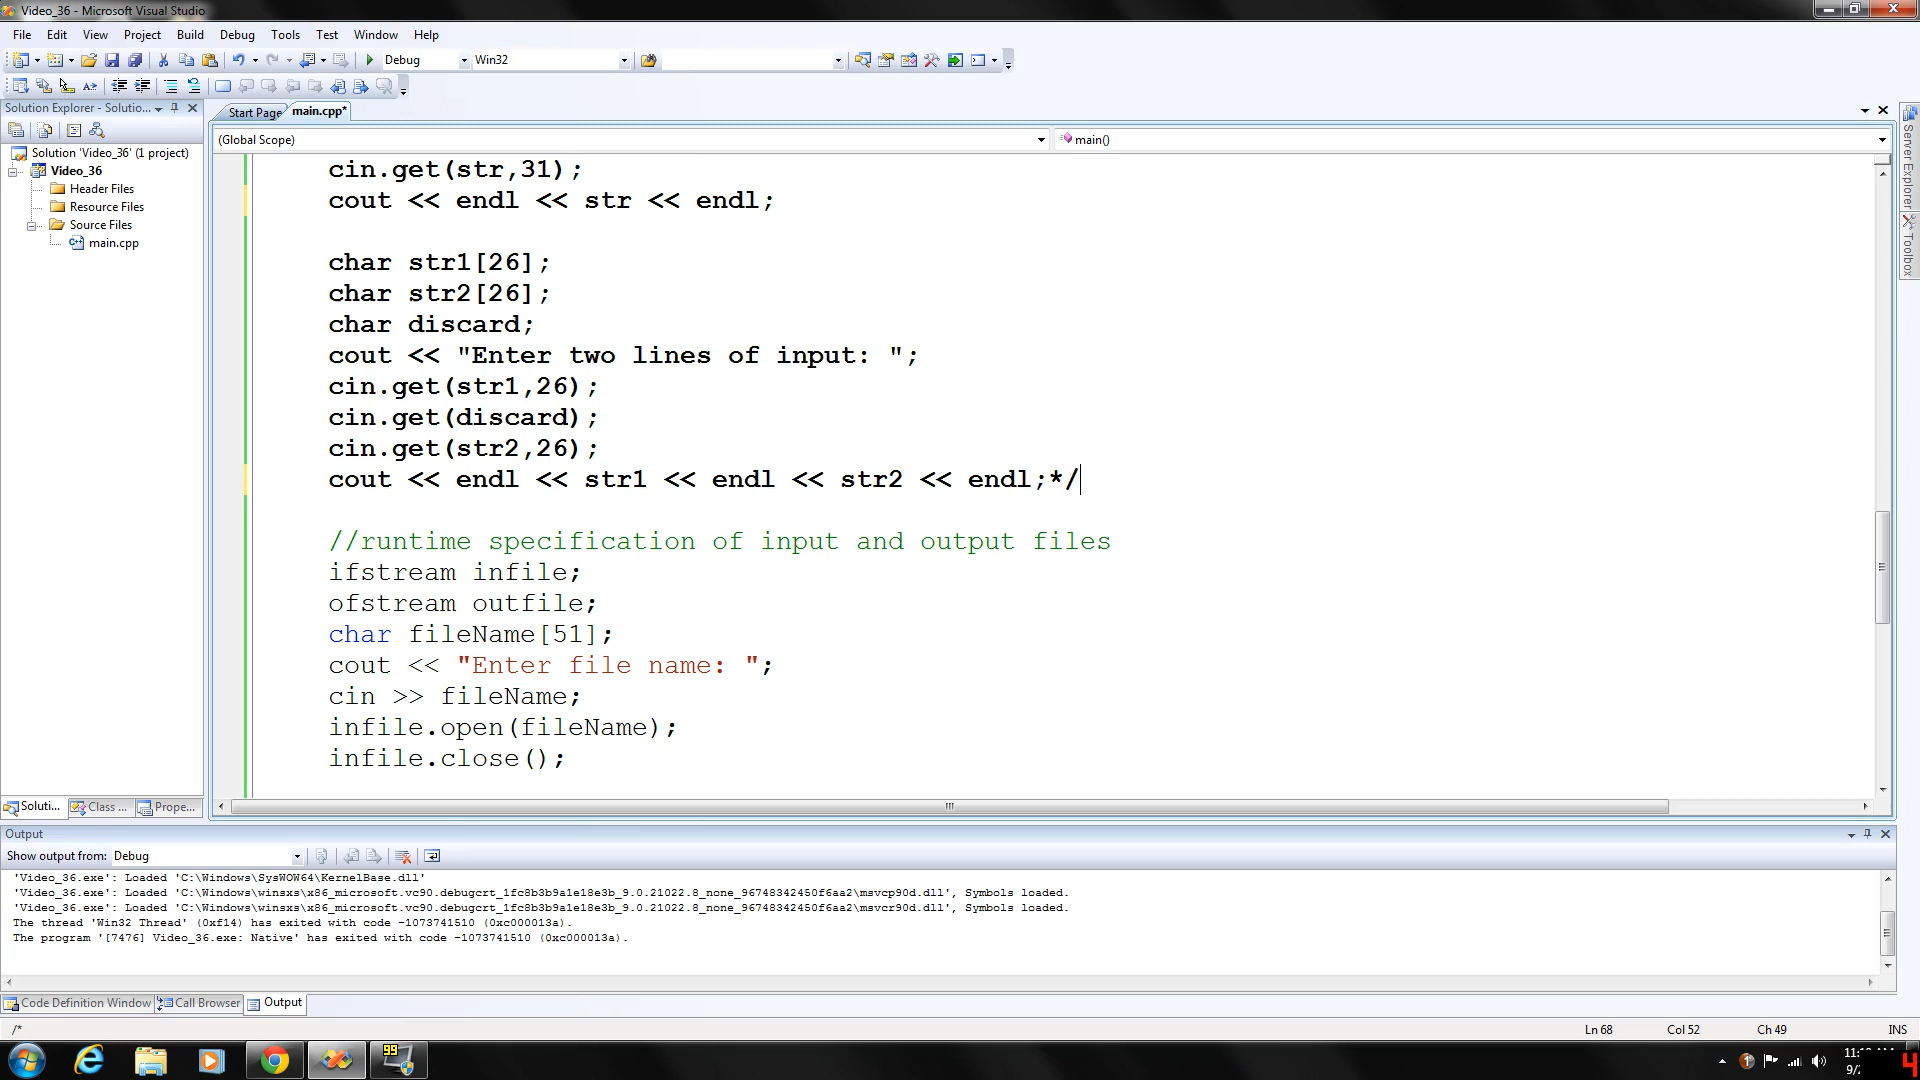 Video_36 - Microsoft Visual Studio
File Edit View Project Build Debug Tools Test Window Help
Debug Win32
Solution Explorer - Solutio...
Start Page main.cpp*
(Global Scope) main()
Solution 'Video_36' (1 project)
Video_36
Header Files
Resource Files
Source Files
main.cpp
cin.get(str,31);
cout << endl << str << endl;
char str1[26];
char str2[26];
char discard;
cout << "Enter two lines of input: ";
cin.get(str1,26);
cin.get(discard);
cin.get(str2,26);
cout << endl << str1 << endl << str2 << endl;*/
//runtime specification of input and output files
ifstream infile;
ofstream outfile;
char fileName[51];
cout << "Enter file name: ";
cin >> fileName;
infile.open(fileName);
infile.close();
Server Explorer
Toolbox
Soluti... Class ... Prope...
Output
Show output from: Debug
'Video_36.exe': Loaded 'C:\Windows\SysWOW64\KernelBase.dll'
'Video_36.exe': Loaded 'C:\Windows\winsxs\x86_microsoft.vc90.debugcrt_1fc8b3b9a1e18e3b_9.0.21022.8_none_96748342450f6aa2\msvcp90d.dll', Symbols loaded.
'Video_36.exe': Loaded 'C:\Windows\winsxs\x86_microsoft.vc90.debugcrt_1fc8b3b9a1e18e3b_9.0.21022.8_none_96748342450f6aa2\msvcr90d.dll', Symbols loaded.
The thread 'Win32 Thread' (0xf14) has exited with code -1073741510 (0xc000013a).
The program '[7476] Video_36.exe: Native' has exited with code -1073741510 (0xc000013a).
Code Definition Window Call Browser Output
/* Ln 68 Col 52 Ch 49 INS
99
4